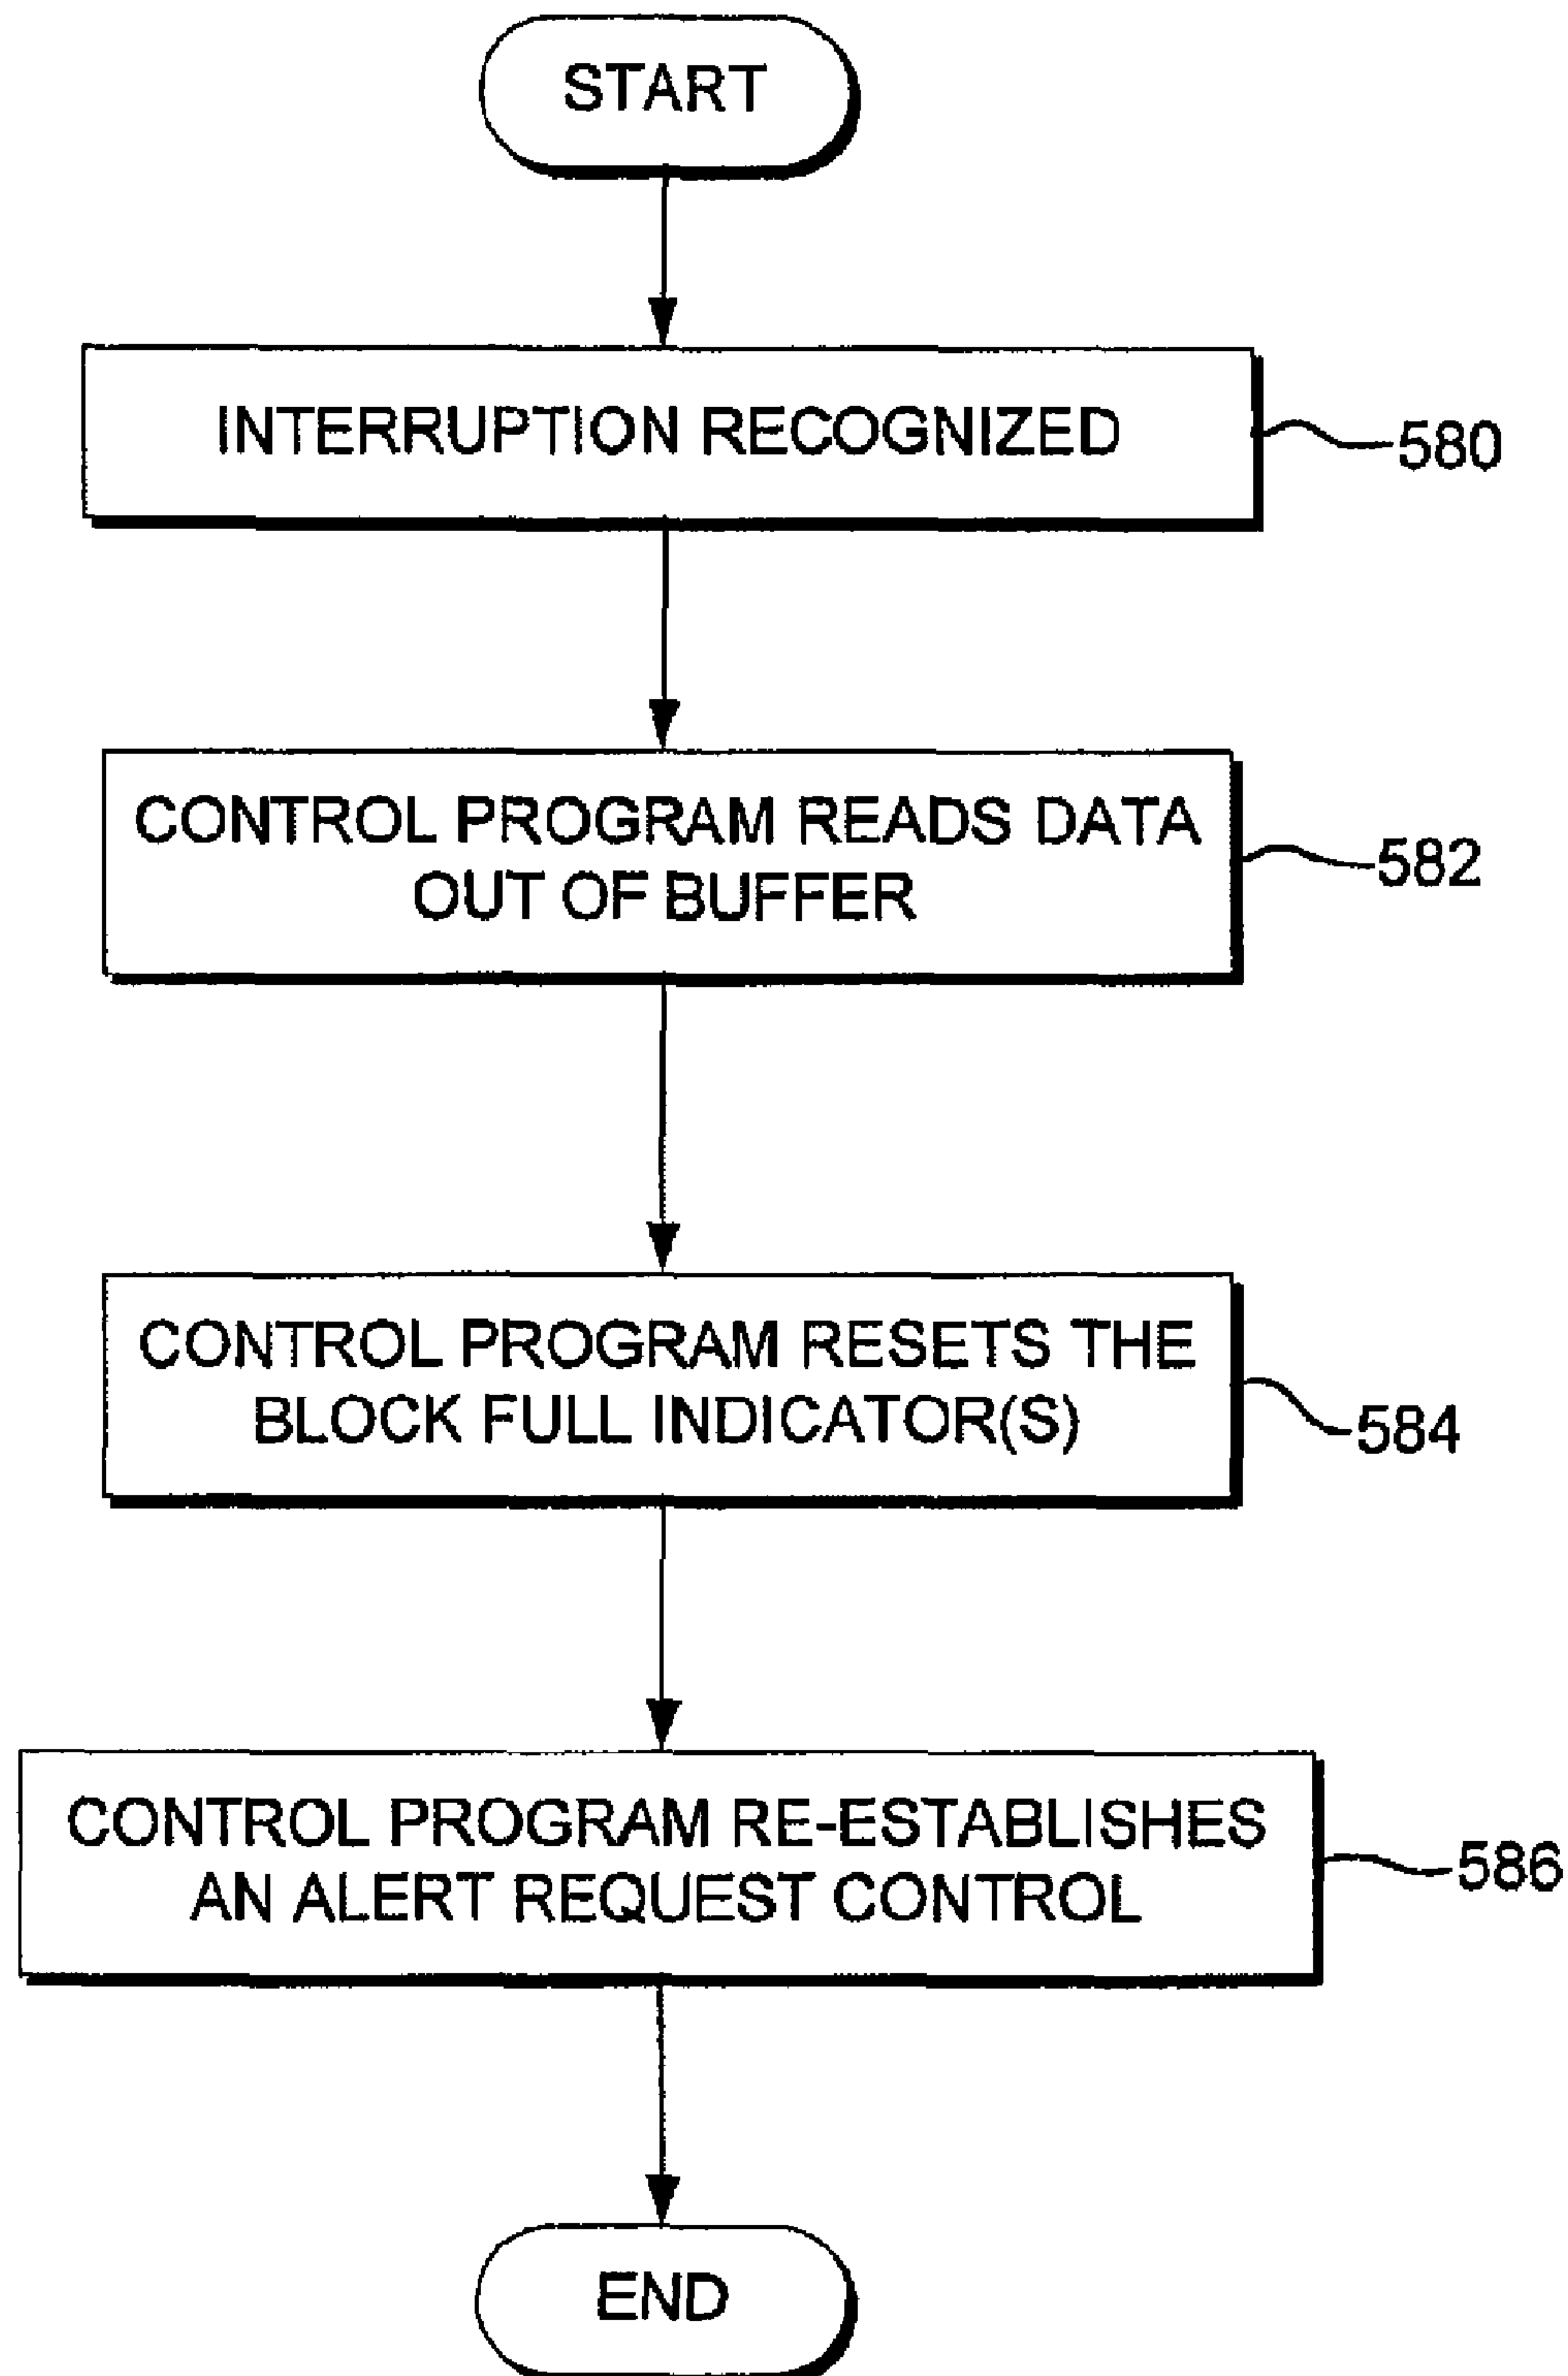 START
INTERRUPTION RECOGNIZED
580
CONTROL PROGRAM READS DATA
OUT OF BUFFER
582
CONTROL PROGRAM RESETS THE
BLOCK FULL INDICATOR(S)
584
CONTROL PROGRAM RE-ESTABLISHES
AN ALERT REQUEST CONTROL
586
END